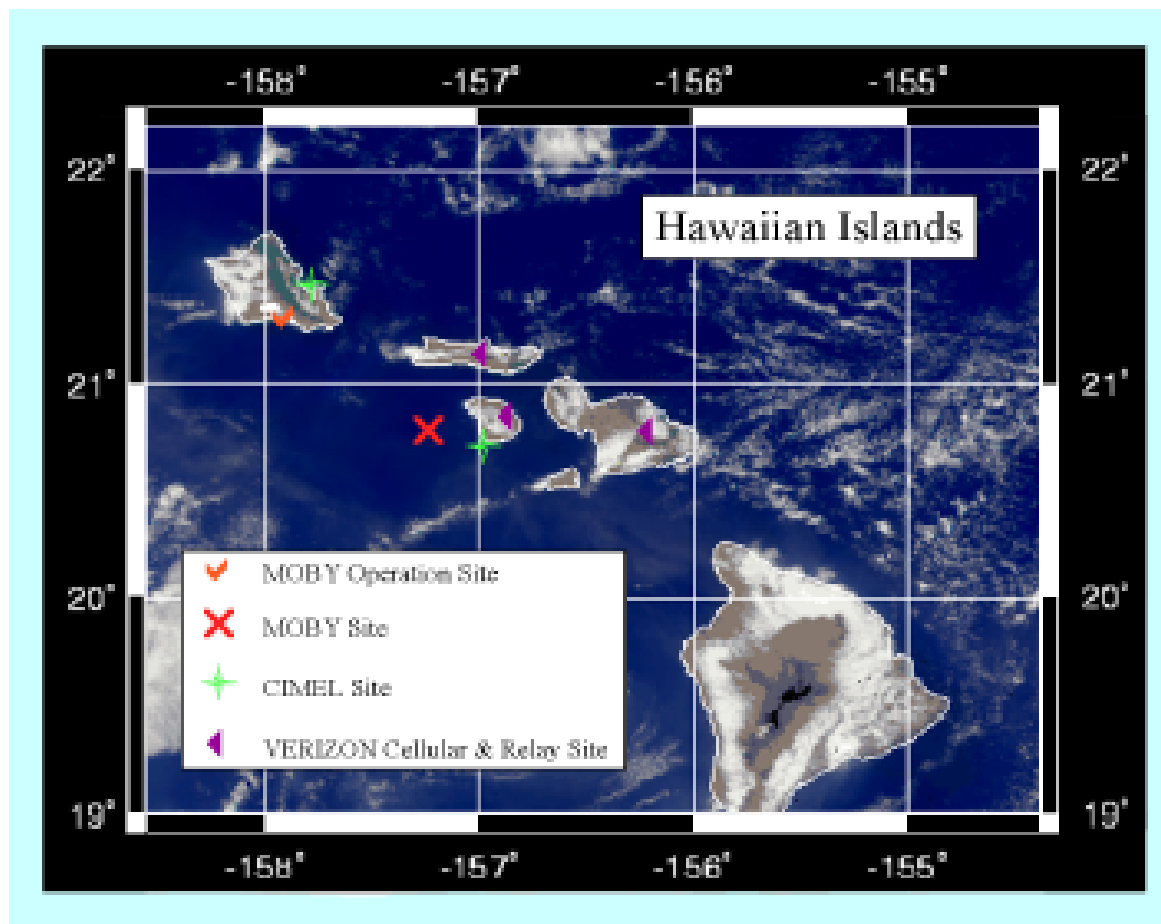 -158° -157° -156° -155°
22° 22°
Hawaiian Islands
21° 21°
MOBY Operation Site
20° 20°
MOBY Site
CIMEL Site
VERIZON Cellular & Relay Site
19° 19°
-158° -157° -156° -155°